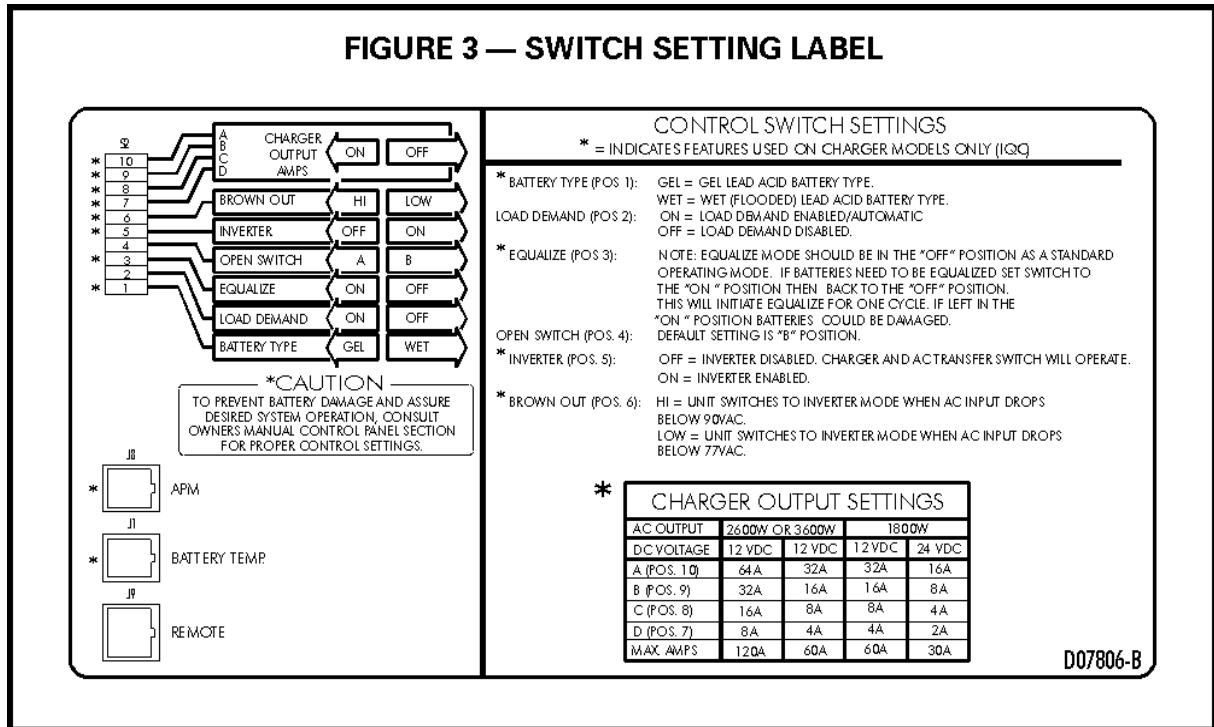 FIGURE 3 — SWITCH SETTING LABEL
S2
* 10
* 9
* 8
* 7
* 6
* 5
4
* 3
2
* 1
A
B
C
D
CHARGER
OUTPUT
AMPS
ON OFF
BROWN OUT HI LOW
INVERTER OFF ON
OPEN SWITCH A B
EQUALIZE ON OFF
LOAD DEMAND ON OFF
BATTERY TYPE GEL WET
*CAUTION
TO PREVENT BATTERY DAMAGE AND ASSURE
DESIRED SYSTEM OPERATION, CONSULT
OWNERS MANUAL CONTROL PANEL SECTION
FOR PROPER CONTROL SETTINGS.
J8
* APM
J1
* BATTERY TEMP.
J9
REMOTE
CONTROL SWITCH SETTINGS
* = INDICATES FEATURES USED ON CHARGER MODELS ONLY (IQC)
* BATTERY TYPE (POS 1): GEL = GEL LEAD ACID BATTERY TYPE.
WET = WET (FLOODED) LEAD ACID BATTERY TYPE.
LOAD DEMAND (POS 2): ON = LOAD DEMAND ENABLED/AUTOMATIC
OFF = LOAD DEMAND DISABLED.
* EQUALIZE (POS 3): NOTE: EQUALIZE MODE SHOULD BE IN THE "OFF" POSITION AS A STANDARD
OPERATING MODE. IF BATTERIES NEED TO BE EQUALIZED SET SWITCH TO
THE "ON " POSITION THEN BACK TO THE "OFF" POSITION.
THIS WILL INITIATE EQUALIZE FOR ONE CYCLE. IF LEFT IN THE
"ON " POSITION BATTERIES COULD BE DAMAGED.
OPEN SWITCH (POS. 4): DEFAULT SETTING IS "B" POSITION.
* INVERTER (POS. 5): OFF = INVERTER DISABLED. CHARGER AND AC TRANSFER SWITCH WILL OPERATE.
ON = INVERTER ENABLED.
* BROWN OUT (POS. 6): HI = UNIT SWITCHES TO INVERTER MODE WHEN AC INPUT DROPS
BELOW 90VAC.
LOW = UNIT SWITCHES TO INVERTER MODE WHEN AC INPUT DROPS
BELOW 77VAC.
* CHARGER OUTPUT SETTINGS
AC OUTPUT 2600W OR 3600W 1800W
DC VOLTAGE 12 VDC 12 VDC 12 VDC 24 VDC
A (POS. 10) 64A 32A 32A 16A
B (POS. 9) 32A 16A 16A 8A
C (POS. 8) 16A 8A 8A 4A
D (POS. 7) 8A 4A 4A 2A
MAX. AMPS 120A 60A 60A 30A
D07806-B